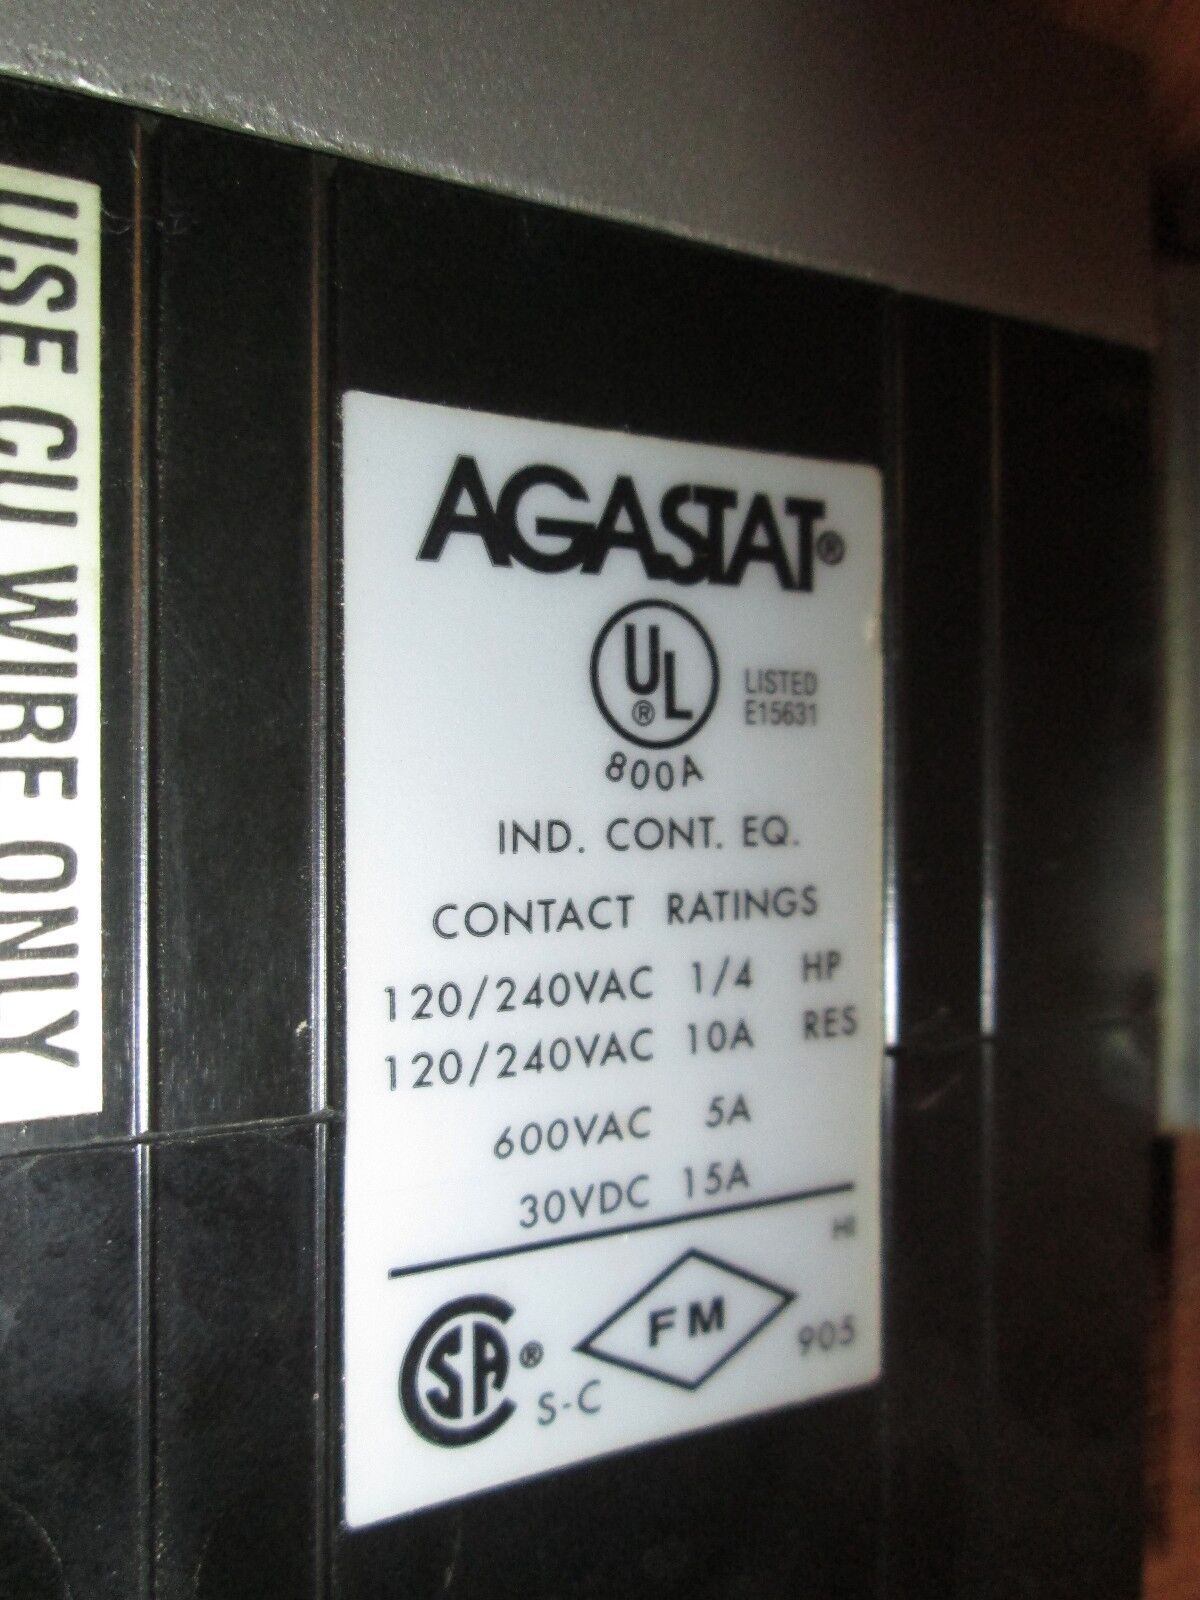 USE CU WIRE ONLY
AGASTAT®
UL® LISTED
E15631
800A
IND. CONT. EQ.
CONTACT RATINGS
120/240VAC 1/4 HP
120/240VAC 10A RES
600VAC 5A
30VDC 15A
HI
CSA® S-C FM 905